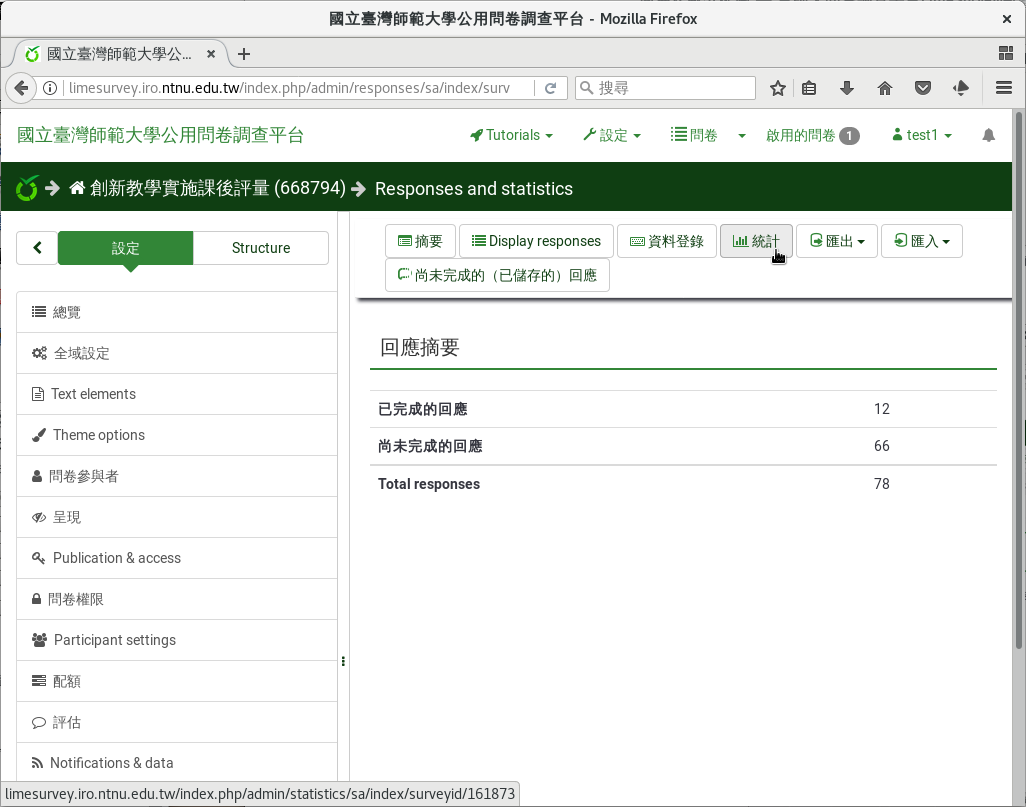 國立臺灣師範大學公用問卷調查平台 - Mozilla Firefox
國立臺灣師範大學公...
limesurvey.iro.ntnu.edu.tw/index.php/admin/responses/sa/index/surv
搜尋
國立臺灣師範大學公用問卷調查平台
Tutorials
設定
問卷
啟用的問卷 1
test1
創新教學實施課後評量 (668794)
Responses and statistics
設定
Structure
總覽
全域設定
Text elements
Theme options
問卷參與者
呈現
Publication & access
問卷權限
Participant settings
配額
評估
Notifications & data
摘要
Display responses
資料登錄
統計
匯出
匯入
尚未完成的（已儲存的）回應
回應摘要
已完成的回應 12
尚未完成的回應 66
Total responses 78
limesurvey.iro.ntnu.edu.tw/index.php/admin/statistics/sa/index/surveyid/161873